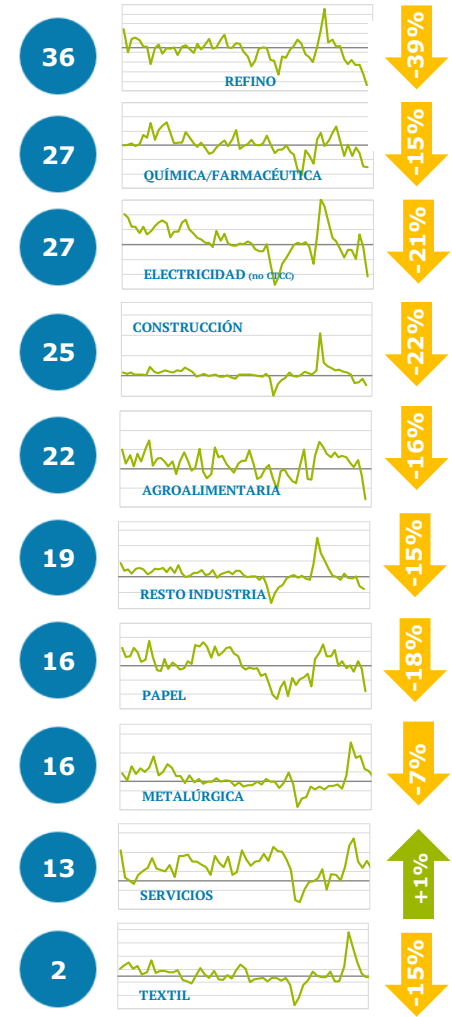 36
REFINO
-39%
27
QUÍMICA/FARMACÉUTICA
-15%
27
ELECTRICIDAD (no CTCC)
-21%
25
CONSTRUCCIÓN
-22%
22
AGROALIMENTARIA
-16%
19
RESTO INDUSTRIA
-15%
16
PAPEL
-18%
16
METALÚRGICA
-7%
13
SERVICIOS
+1%
2
TEXTIL
-15%